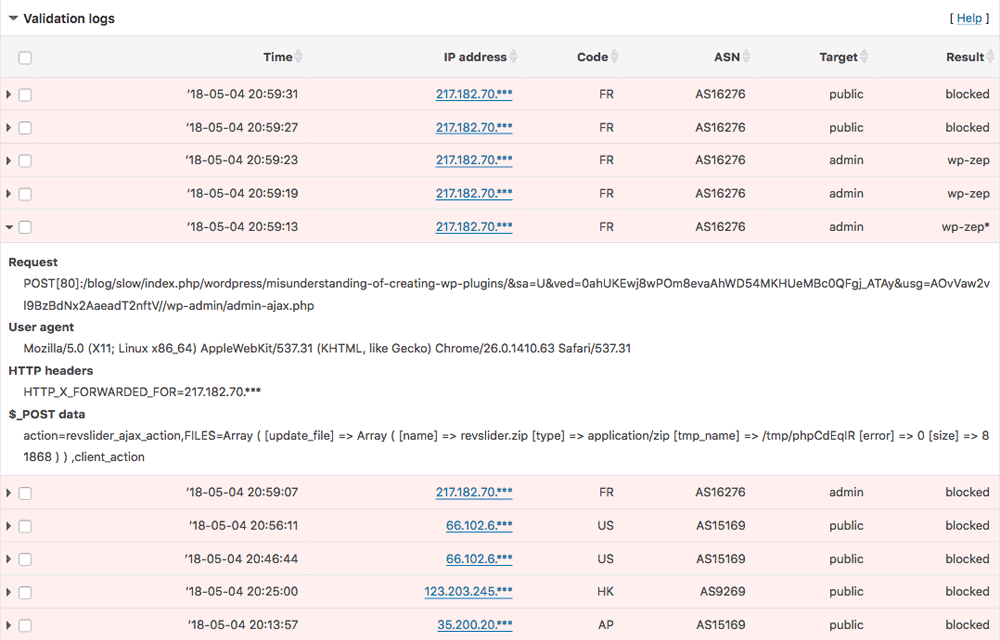 Validation logs [ Help ]
Time IP address Code ASN Target Result
'18-05-04 20:59:31 217.182.70.*** FR AS16276 public blocked
'18-05-04 20:59:27 217.182.70.*** FR AS16276 public blocked
'18-05-04 20:59:23 217.182.70.*** FR AS16276 admin wp-zep
'18-05-04 20:59:19 217.182.70.*** FR AS16276 admin wp-zep
'18-05-04 20:59:13 217.182.70.*** FR AS16276 admin wp-zep*
Request
POST[80]:/blog/slow/index.php/wordpress/misunderstanding-of-creating-wp-plugins/&sa=U&ved=0ahUKEwj8wPOm8evaAhWD54MKHUeMBc0QFgj_ATAy&usg=AOvVaw2v
l9BzBdNx2AaeadT2nftV//wp-admin/admin-ajax.php
User agent
Mozilla/5.0 (X11; Linux x86_64) AppleWebKit/537.31 (KHTML, like Gecko) Chrome/26.0.1410.63 Safari/537.31
HTTP headers
HTTP_X_FORWARDED_FOR=217.182.70.***
$_POST data
action=revslider_ajax_action,FILES=Array ( [update_file] => Array ( [name] => revslider.zip [type] => application/zip [tmp_name] => /tmp/phpCdEqIR [error] => 0 [size] => 8
1868 ) ) ,client_action
'18-05-04 20:59:07 217.182.70.*** FR AS16276 admin blocked
'18-05-04 20:56:11 66.102.6.*** US AS15169 public blocked
'18-05-04 20:46:44 66.102.6.*** US AS15169 public blocked
'18-05-04 20:25:00 123.203.245.*** HK AS9269 public blocked
'18-05-04 20:13:57 35.200.20.*** AP AS15169 public blocked